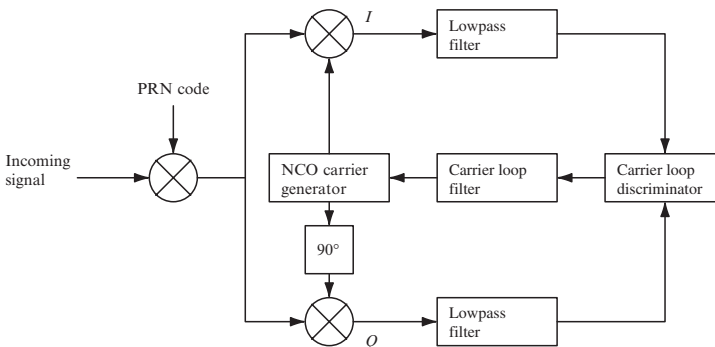 I
Lowpass
filter
PRN code
Incoming
signal
NCO carrier
generator
Carrier loop
filter
Carrier loop
discriminator
90°
Lowpass
filter
O